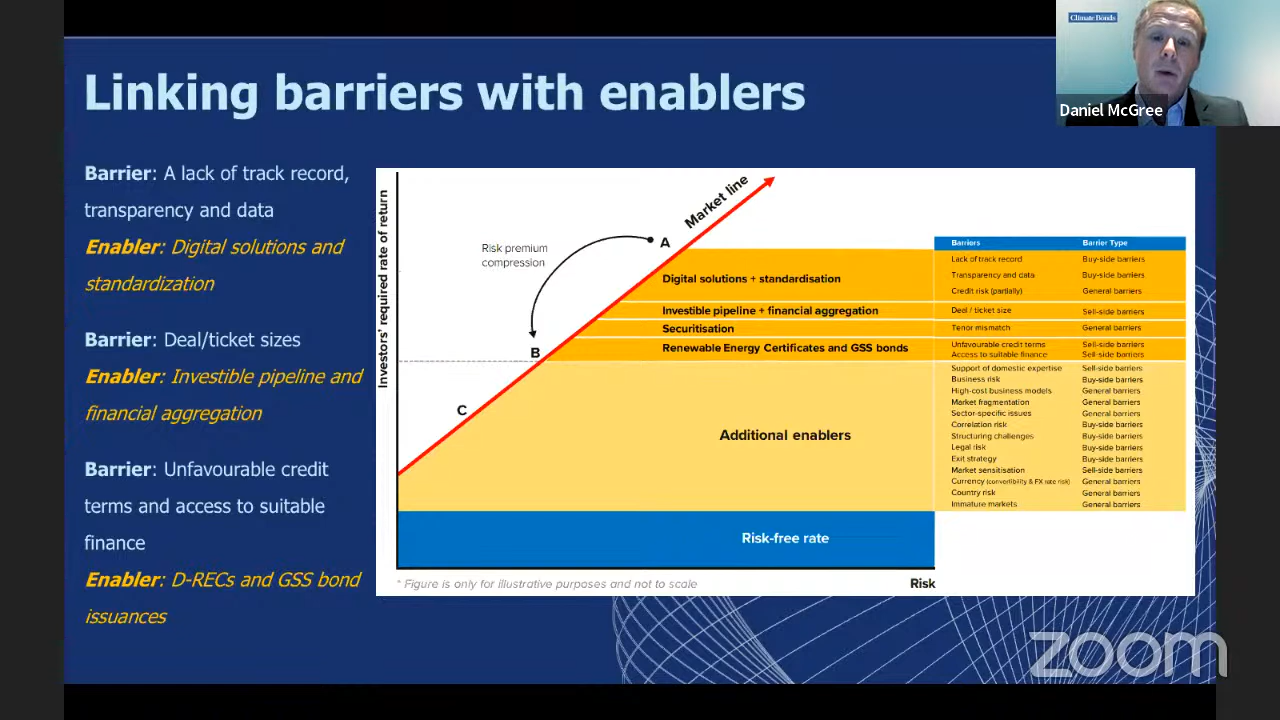 Climate Bonds
Daniel McGree
Linking barriers with enablers
Barrier: A lack of track record,
transparency and data
Enabler: Digital solutions and
standardization
Barrier: Deal/ticket sizes
Enabler: Investible pipeline and
financial aggregation
Barrier: Unfavourable credit
terms and access to suitable
finance
Enabler: D-RECs and GSS bond
issuances
Investors' required rate of return
Market line
Risk premium
compression
A
B
C
Digital solutions + standardisation
Investible pipeline + financial aggregation
Securitisation
Renewable Energy Certificates and GSS bonds
Additional enablers
Risk-free rate
Barriers Barrier Type
Lack of track record Buy-side barriers
Transparency and data Buy-side barriers
Credit risk (partially) General barriers
Deal / ticket size Sell-side barriers
Tenor mismatch General barriers
Unfavourable credit terms Sell-side barriers
Access to suitable finance Sell-side barriers
Support of domestic expertise Sell-side barriers
Business risk Buy-side barriers
High-cost business models General barriers
Market fragmentation General barriers
Sector-specific issues General barriers
Correlation risk Buy-side barriers
Structuring challenges Buy-side barriers
Legal risk Buy-side barriers
Exit strategy Buy-side barriers
Market sensitisation Sell-side barriers
Currency (convertibility & FX rate risk) General barriers
Country risk General barriers
Immature markets General barriers
* Figure is only for illustrative purposes and not to scale
Risk
zoom